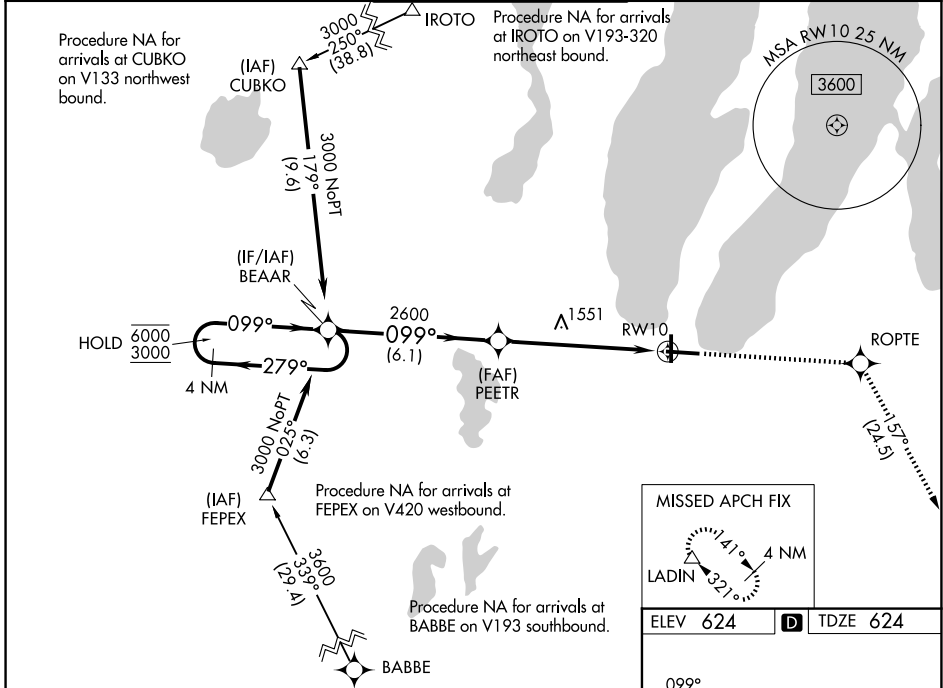 IROTO
3000
250°
(38.8)
Procedure NA for arrivals
at IROTO on V193-320
northeast bound.
Procedure NA for
arrivals at CUBKO
on V133 northwest
bound.
(IAF)
CUBKO
MSA RW10 25 NM
3600
3000 NoPT
179°
(9.6)
(IF/IAF)
BEAAR
HOLD
6000
3000
099°
279°
4 NM
2600
099°
(6.1)
(FAF)
PEETR
1551
RW10
ROPTE
157°
(24.5)
3000 NoPT
025°
(6.3)
(IAF)
FEPEX
Procedure NA for arrivals at
FEPEX on V420 westbound.
3600
339°
(29.4)
Procedure NA for arrivals at
BABBE on V193 southbound.
BABBE
MISSED APCH FIX
141°
4 NM
LADIN
321°
ELEV 624
D
TDZE 624
099°